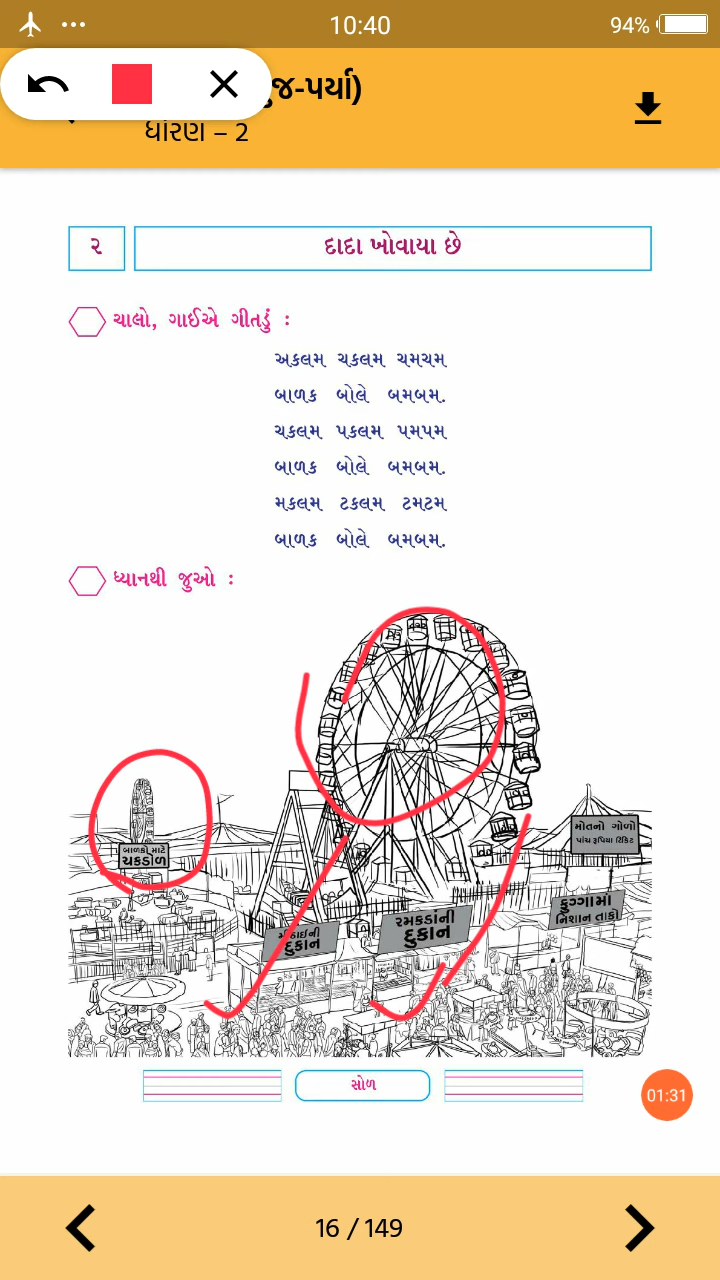 10:40
94%
જ-પર્યા)
ધોરણ – 2
૨
દાદા ખોવાયા છે
ચાલો, ગાઈએ ગીતડું :
અકલમ ચકલમ ચમચમ
બાળક બોલે બમબમ.
ચકલમ પકલમ પમપમ
બાળક બોલે બમબમ.
મકલમ ટકલમ ટમટમ
બાળક બોલે બમબમ.
ધ્યાનથી જુઓ :
બાળકો માટે
ચકડોળ
મોતનો ગોળો
પાંચ રૂપિયા ટિકિટ
ફુગ્ગામાં
નિશાન તાકો
રમકડાંની
દુકાન
દુકાન
સોળ
01:31
16 / 149